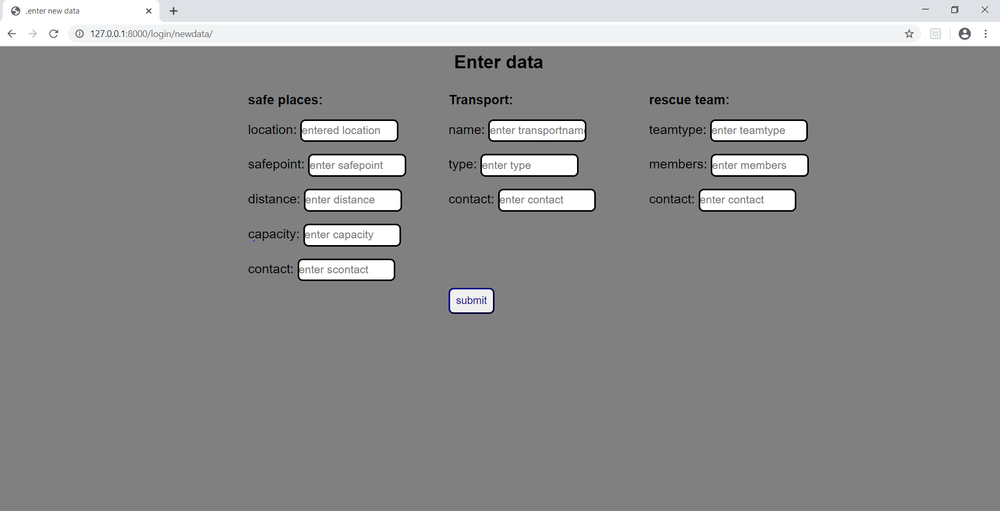 ,enter new data
127.0.0.1:8000/login/newdata/
Enter data
safe places:
location: entered location
safepoint: enter safepoint
distance: enter distance
capacity: enter capacity
contact: enter scontact
Transport:
name: enter transportname
type: enter type
contact: enter contact
rescue team:
teamtype: enter teamtype
members: enter members
contact: enter contact
submit